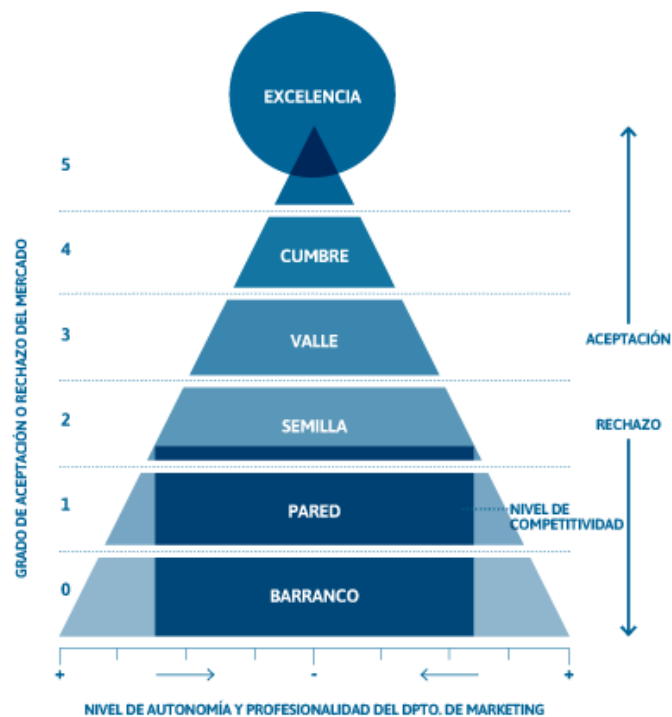 EXCELENCIA
5
4
CUMBRE
3
VALLE
ACEPTACIÓN
2
SEMILLA
RECHAZO
1
PARED
NIVEL DE
COMPETITIVIDAD
0
BARRANCO
GRADO DE ACEPTACIÓN O RECHAZO DEL MERCADO
+ - +
NIVEL DE AUTONOMÍA Y PROFESIONALIDAD DEL DPTO. DE MARKETING